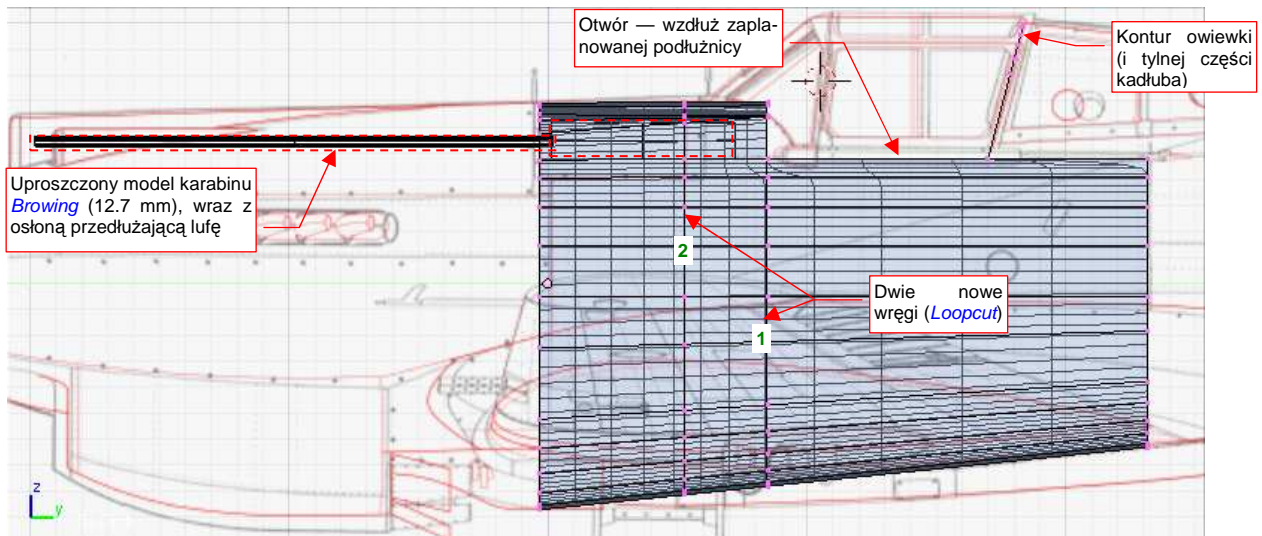 Otwór — wzdłuż zapla-
nowanej podłużnicy
Kontur owiewki
(i tylnej części
kadłuba)
Uproszczony model karabinu
Browing (12.7 mm), wraz z
osłoną przedłużającą lufę
2
Dwie nowe
wręgi (Loopcut)
1
z
y